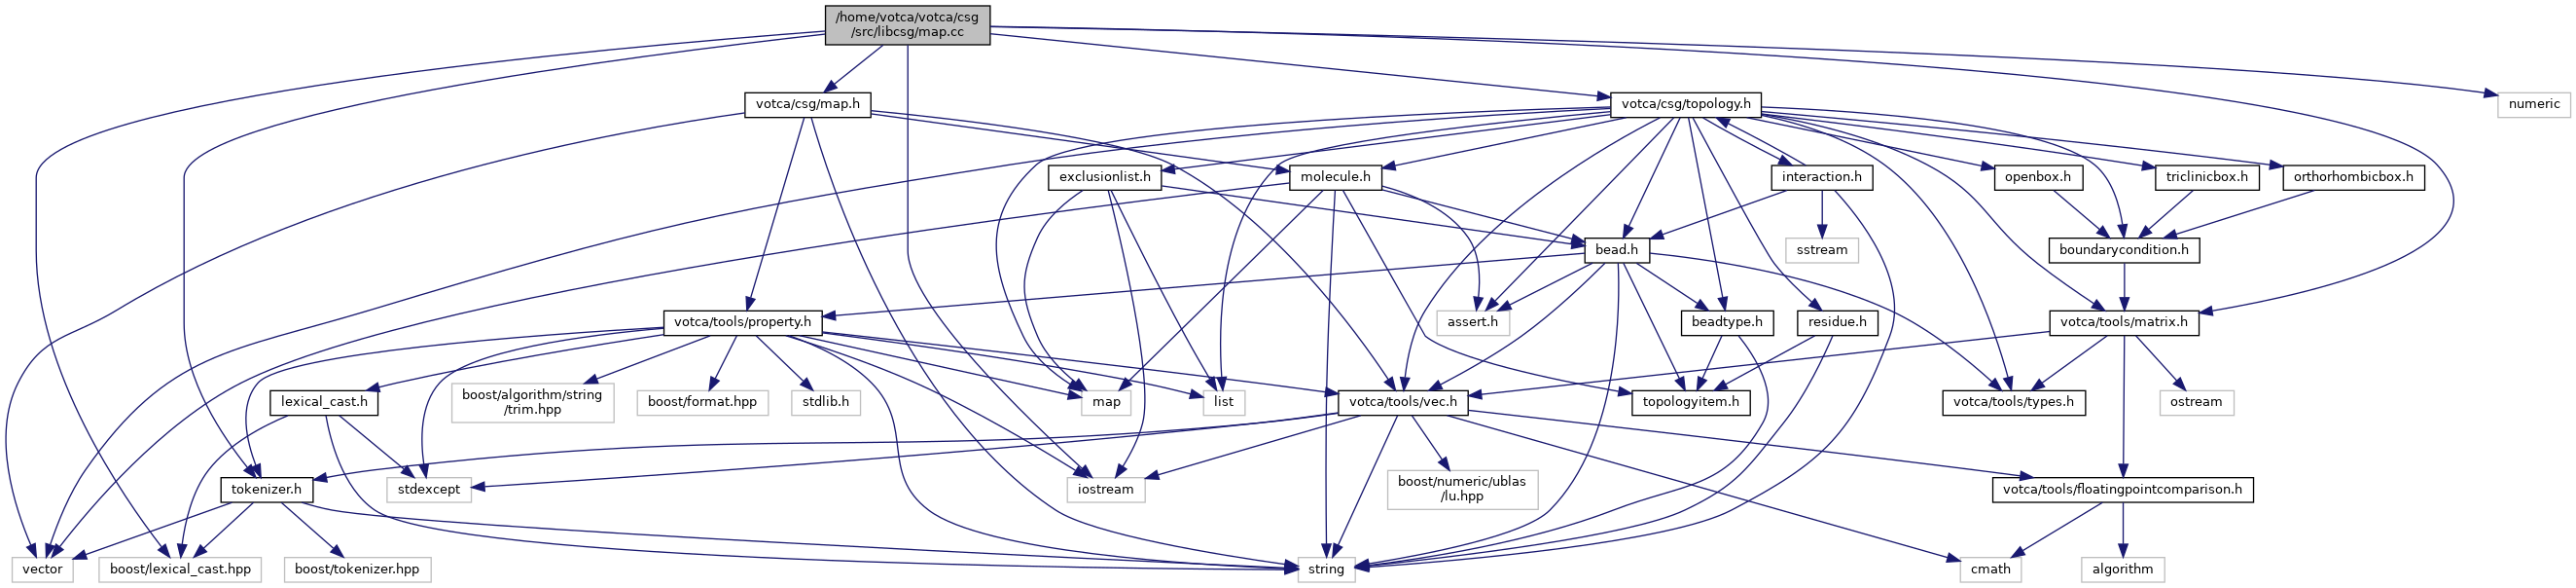 /home/votca/votca/csg
/src/libcsg/map.cc
votca/csg/map.h
votca/csg/topology.h
numeric
exclusionlist.h
molecule.h
interaction.h
openbox.h
triclinicbox.h
orthorhombicbox.h
bead.h
sstream
boundarycondition.h
votca/tools/property.h
assert.h
beadtype.h
residue.h
votca/tools/matrix.h
lexical_cast.h
boost/algorithm/string
/trim.hpp
boost/format.hpp
stdlib.h
map
list
votca/tools/vec.h
topologyitem.h
votca/tools/types.h
ostream
tokenizer.h
stdexcept
iostream
boost/numeric/ublas
/lu.hpp
votca/tools/floatingpointcomparison.h
vector
boost/lexical_cast.hpp
boost/tokenizer.hpp
string
cmath
algorithm